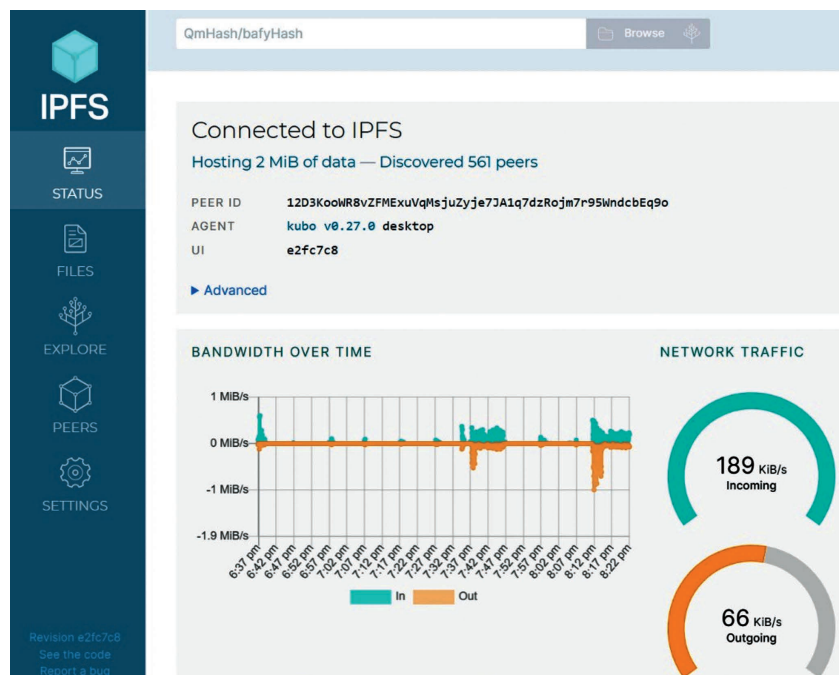 QmHash/bafyHash
Browse
IPFS
STATUS
FILES
EXPLORE
PEERS
SETTINGS
Revision e2fc7c8
See the code
Report a bug
Connected to IPFS
Hosting 2 MiB of data — Discovered 561 peers
PEER ID 12D3KooWR8vZFMExuVqMsjuZyje7JA1q7dzRojm7r95WndcbEq9o
AGENT kubo v0.27.0 desktop
UI e2fc7c8
▶ Advanced
BANDWIDTH OVER TIME
1 MiB/s
0 MiB/s
-1 MiB/s
-1.9 MiB/s
6:37 pm 6:42 pm 6:47 pm 6:52 pm 6:57 pm 7:02 pm 7:07 pm 7:12 pm 7:17 pm 7:22 pm 7:27 pm 7:32 pm 7:37 pm 7:42 pm 7:47 pm 7:52 pm 7:57 pm 8:02 pm 8:07 pm 8:12 pm 8:17 pm 8:22 pm
In Out
NETWORK TRAFFIC
189 KiB/s
Incoming
66 KiB/s
Outgoing